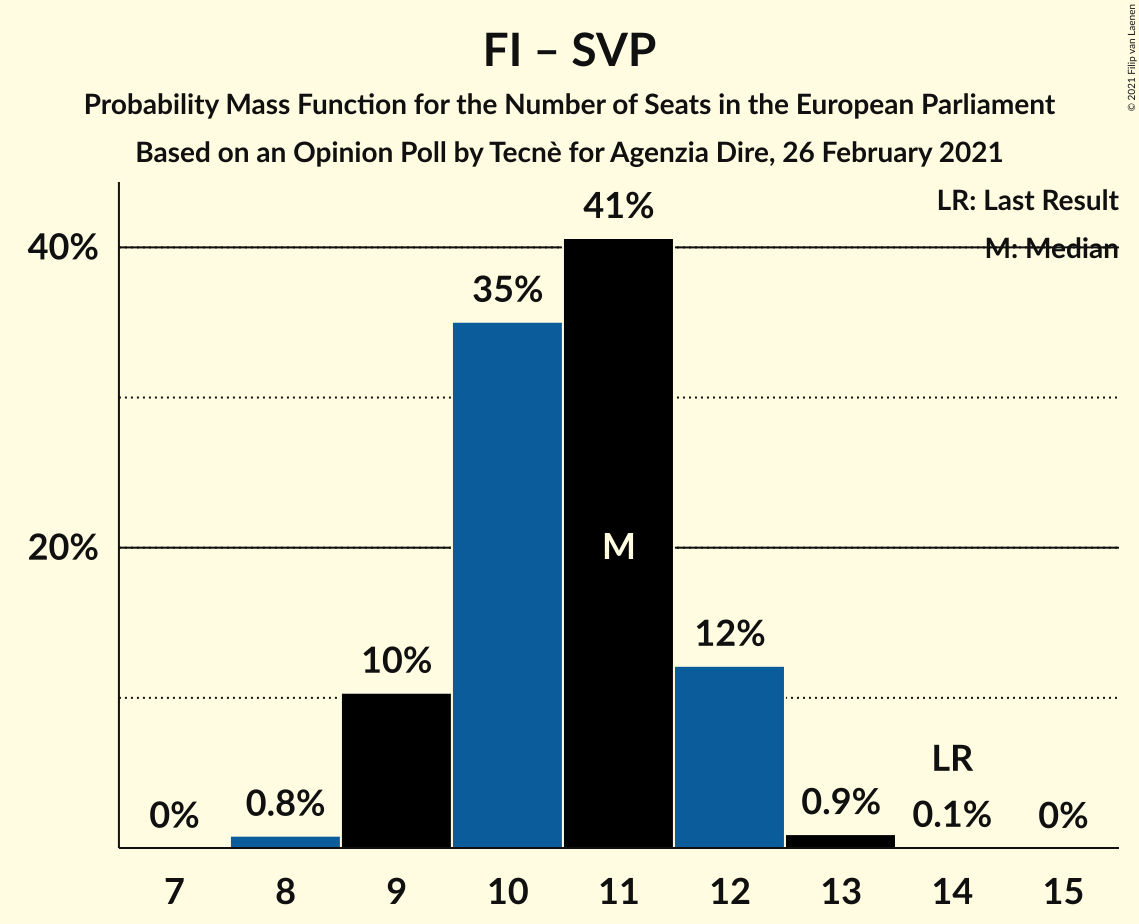 FI – SVP
Probability Mass Function for the Number of Seats in the European Parliament
Based on an Opinion Poll by Tecnè for Agenzia Dire, 26 February 2021
© 2021 Filip van Laenen
LR: Last Result
M: Median
40%
20%
0%
0.8%
10%
35%
41%
M
12%
0.9%
LR
0.1%
0%
7 8 9 10 11 12 13 14 15